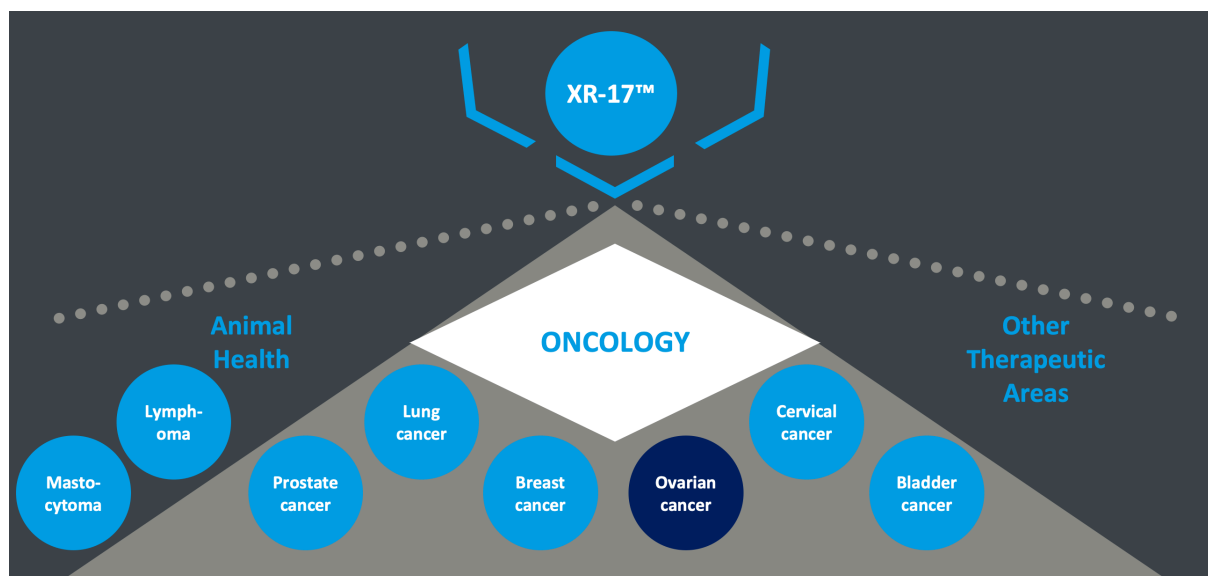 XR-17™
Animal
Health
ONCOLOGY
Other
Therapeutic
Areas
Lymph-
oma
Lung
cancer
Cervical
cancer
Masto-
cytoma
Prostate
cancer
Breast
cancer
Ovarian
cancer
Bladder
cancer